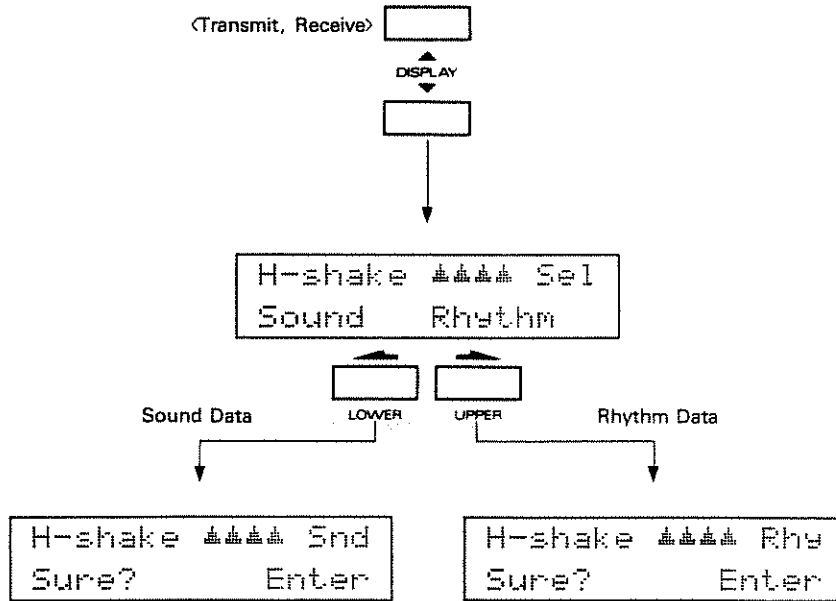 <Transmit, Receive>
DISPLAY
H-shake Sel
Sound Rhythm
LOWER UPPER
Sound Data Rhythm Data
H-shake Snd
Sure? Enter
H-shake Rhy
Sure? Enter